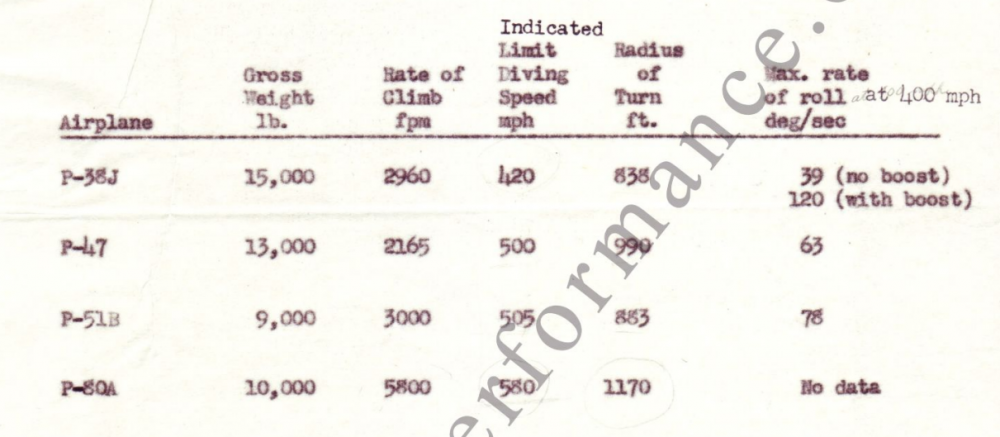 Indicated
Limit Radius
Gross Rate of Diving of Max. rate
Weight Climb Speed Turn of roll at 400 mph
Airplane lb. fpm mph ft. deg/sec
P-38J 15,000 2960 420 838 39 (no boost)
120 (with boost)
P-47 13,000 2165 500 990 63
P-51B 9,000 3000 505 883 78
P-80A 10,000 5800 580 1170 No data
erformance.